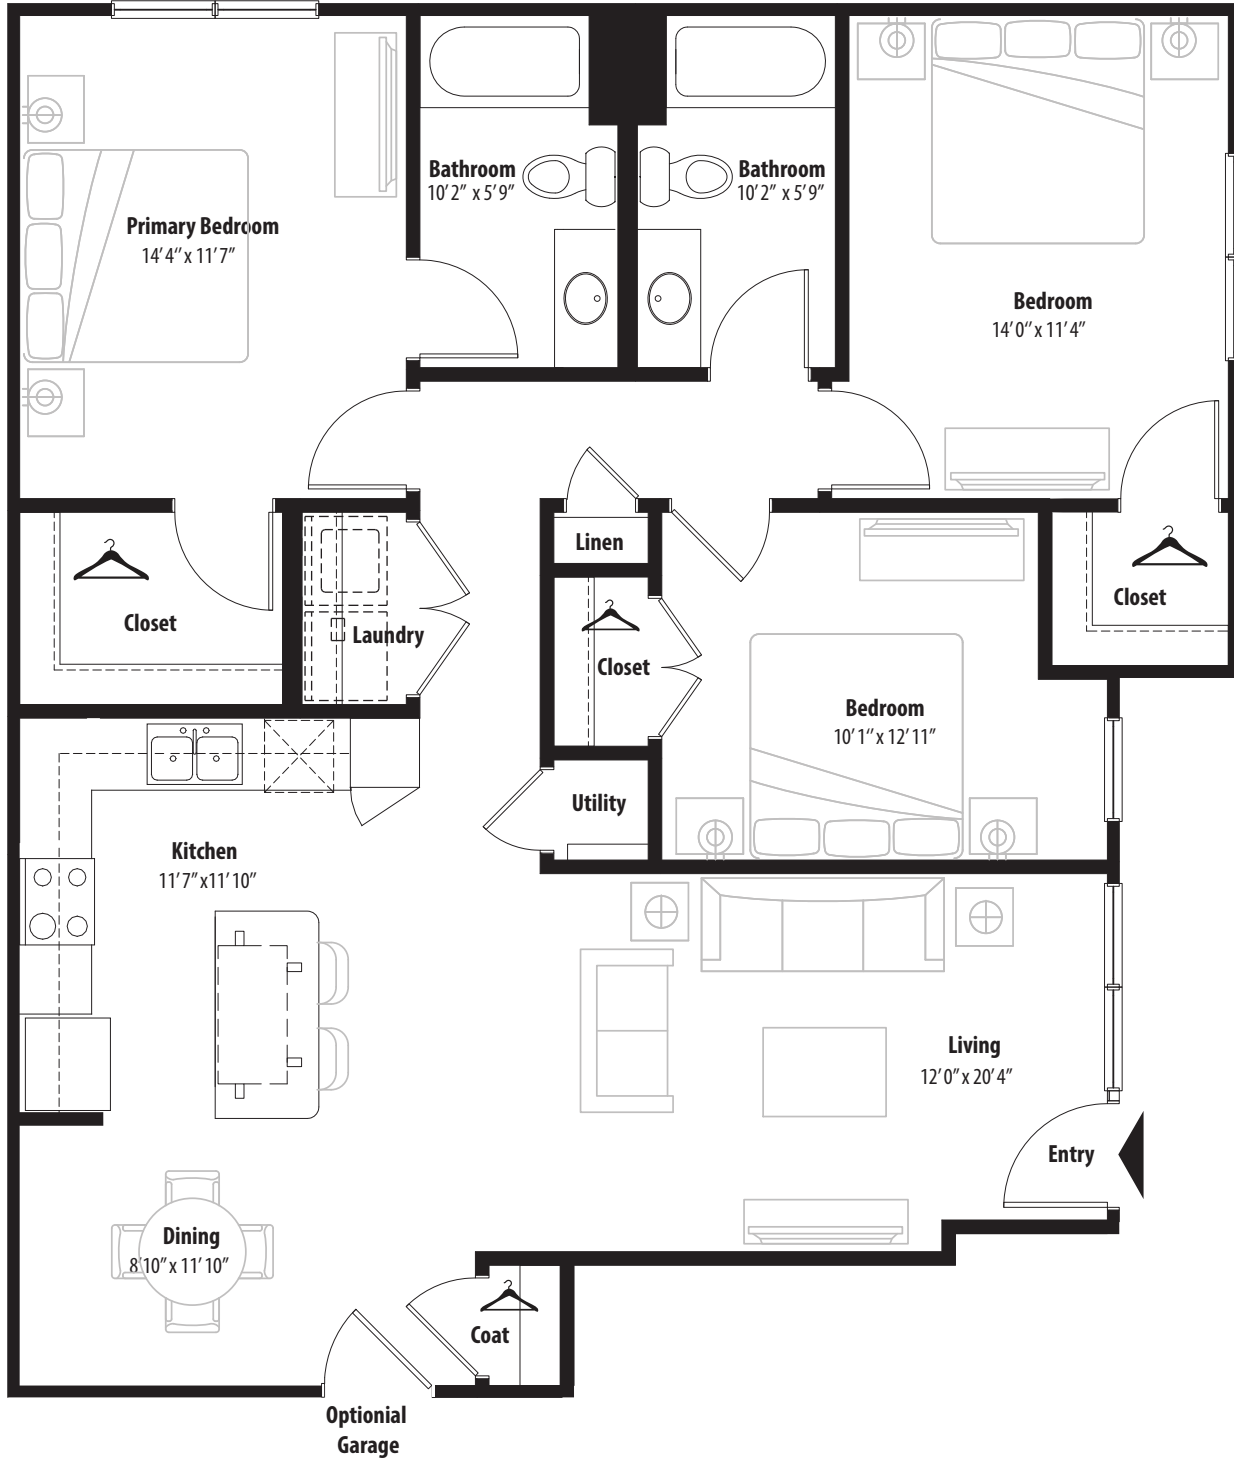 Bathroom
10'2" x 5'9"
Bathroom
10'2" x 5'9"
Primary Bedroom
14'4" x 11'7"
Bedroom
14'0" x 11'4"
Linen
Closet
Closet
Laundry
Closet
Bedroom
10'1" x 12'11"
Utility
Kitchen
11'7" x11'10"
Living
12'0" x 20'4"
Entry
Dining
8'10" x 11'10"
Coat
Optionial
Garage